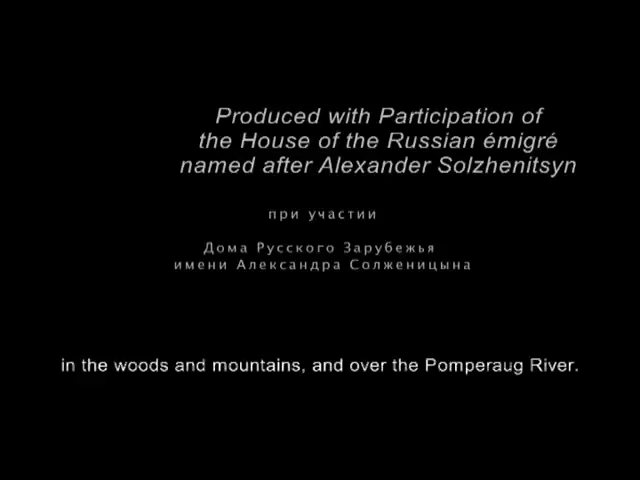 Produced with Participation of
the House of the Russian émigré
named after Alexander Solzhenitsyn
при участии
Дома Русского Зарубежья
имени Александра Солженицына
in the woods and mountains, and over the Pomperaug River.